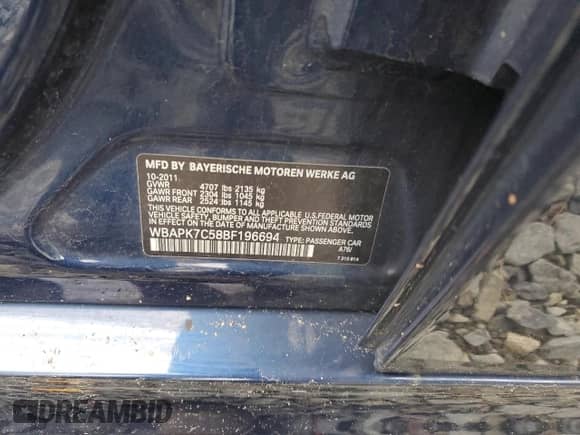 MFD BY BAYERISCHE MOTOREN WERKE AG
10-2011
GVWR 4707 lbs 2135 kg
GAWR FRONT 2304 lbs 1045 kg
GAWR REAR 2524 lbs 1145 kg
THIS VEHICLE CONFORMS TO ALL APPLICABLE U.S.FEDERAL MOTOR
VEHICLE SAFETY, BUMPER AND THEFT PREVENTION STANDARDS
IN EFFECT ON THE DATE OF MANUFACTURE SHOWN ABOVE.
WBAPK7C58BF196694 TYPE: PASSENGER CAR
DREAMBID